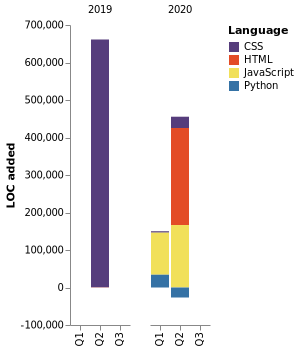 2019 2020
Language
CSS
HTML
JavaScript
Python
LOC added
700,000
600,000
500,000
400,000
300,000
200,000
100,000
0
-100,000
Q1 Q2 Q3 Q1 Q2 Q3